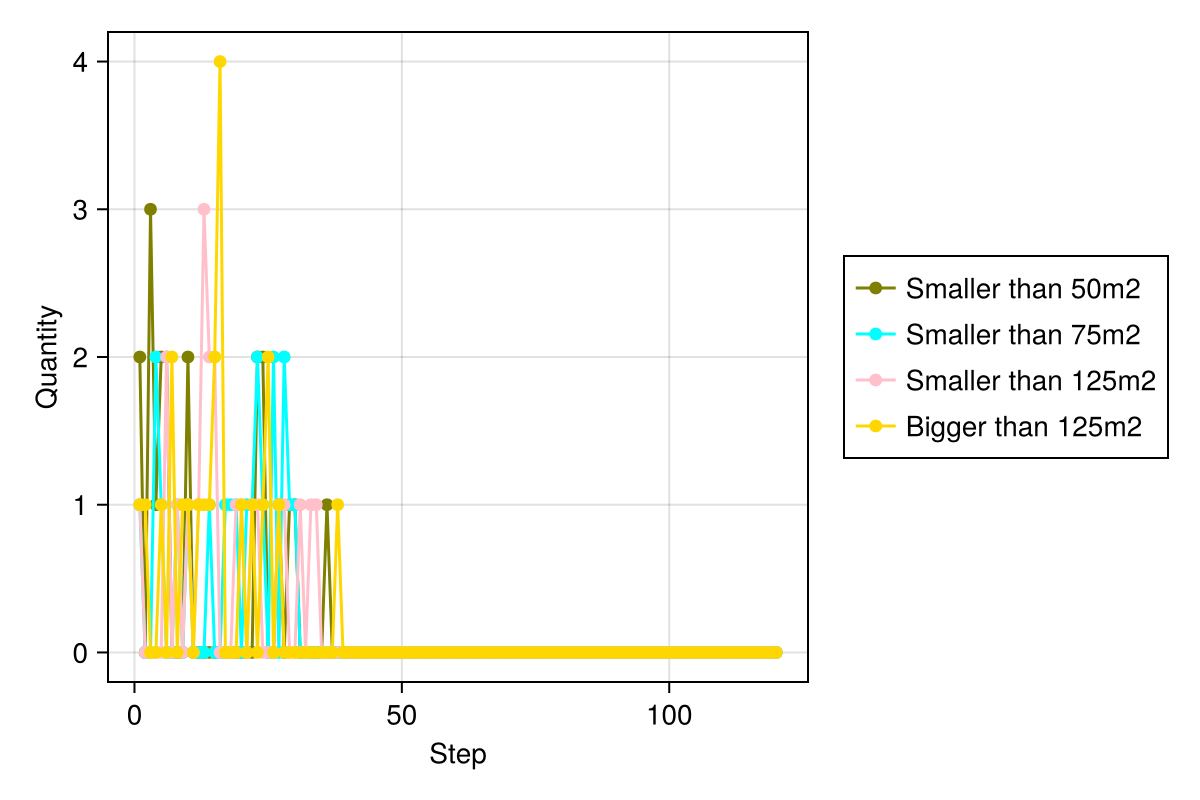 4
3
2
1
0
Quantity
0
50
100
Step
Smaller than 50m2
Smaller than 75m2
Smaller than 125m2
Bigger than 125m2